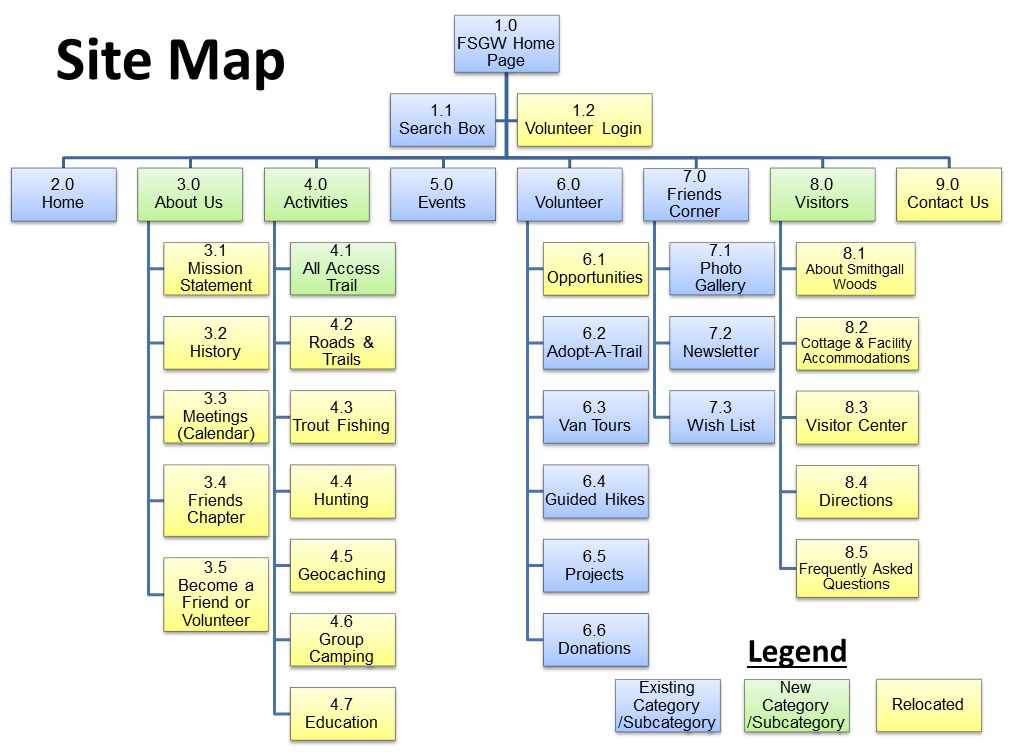 Site Map
1.0
FSGW Home
Page
1.1
Search Box
1.2
Volunteer Login
2.0
Home
3.0
About Us
4.0
Activities
5.0
Events
6.0
Volunteer
7.0
Friends
Corner
8.0
Visitors
9.0
Contact Us
3.1
Mission
Statement
3.2
History
3.3
Meetings
(Calendar)
3.4
Friends
Chapter
3.5
Become a
Friend or
Volunteer
4.1
All Access
Trail
4.2
Roads &
Trails
4.3
Trout Fishing
4.4
Hunting
4.5
Geocaching
4.6
Group
Camping
4.7
Education
6.1
Opportunities
6.2
Adopt-A-Trail
6.3
Van Tours
6.4
Guided Hikes
6.5
Projects
6.6
Donations
7.1
Photo
Gallery
7.2
Newsletter
7.3
Wish List
8.1
About Smithgall
Woods
8.2
Cottage & Facility
Accommodations
8.3
Visitor Center
8.4
Directions
8.5
Frequently Asked
Questions
Legend
Existing
Category
/Subcategory
New
Category
/Subcategory
Relocated